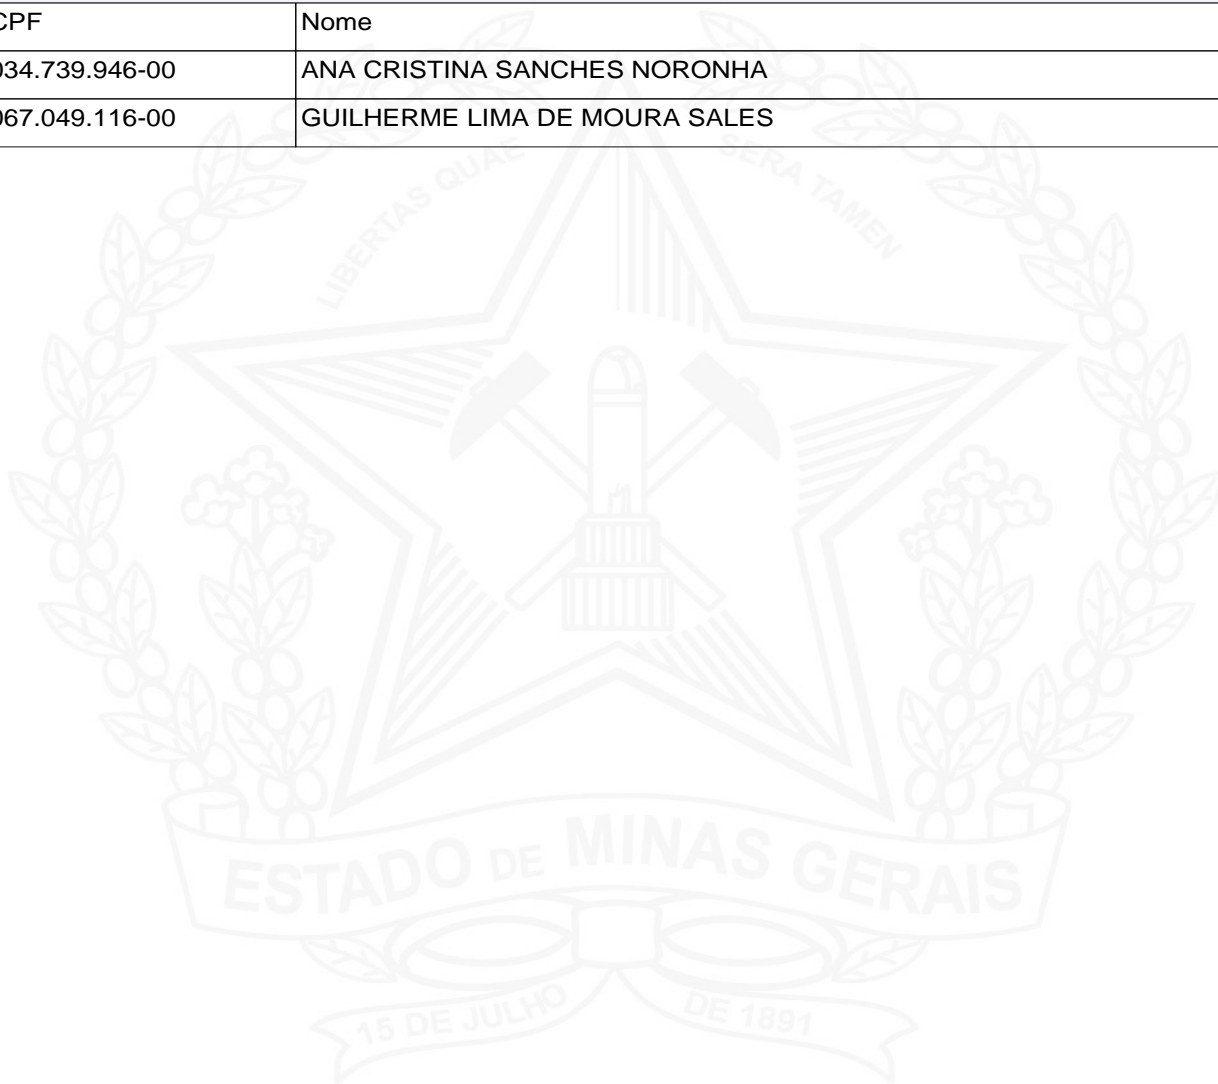 CPF Nome
034.739.946-00 ANA CRISTINA SANCHES NORONHA
067.049.116-00 GUILHERME LIMA DE MOURA SALES
LIBERTAS QUAE SERA TAMEN
ESTADO DE MINAS GERAIS
15 DE JULHO DE 1891